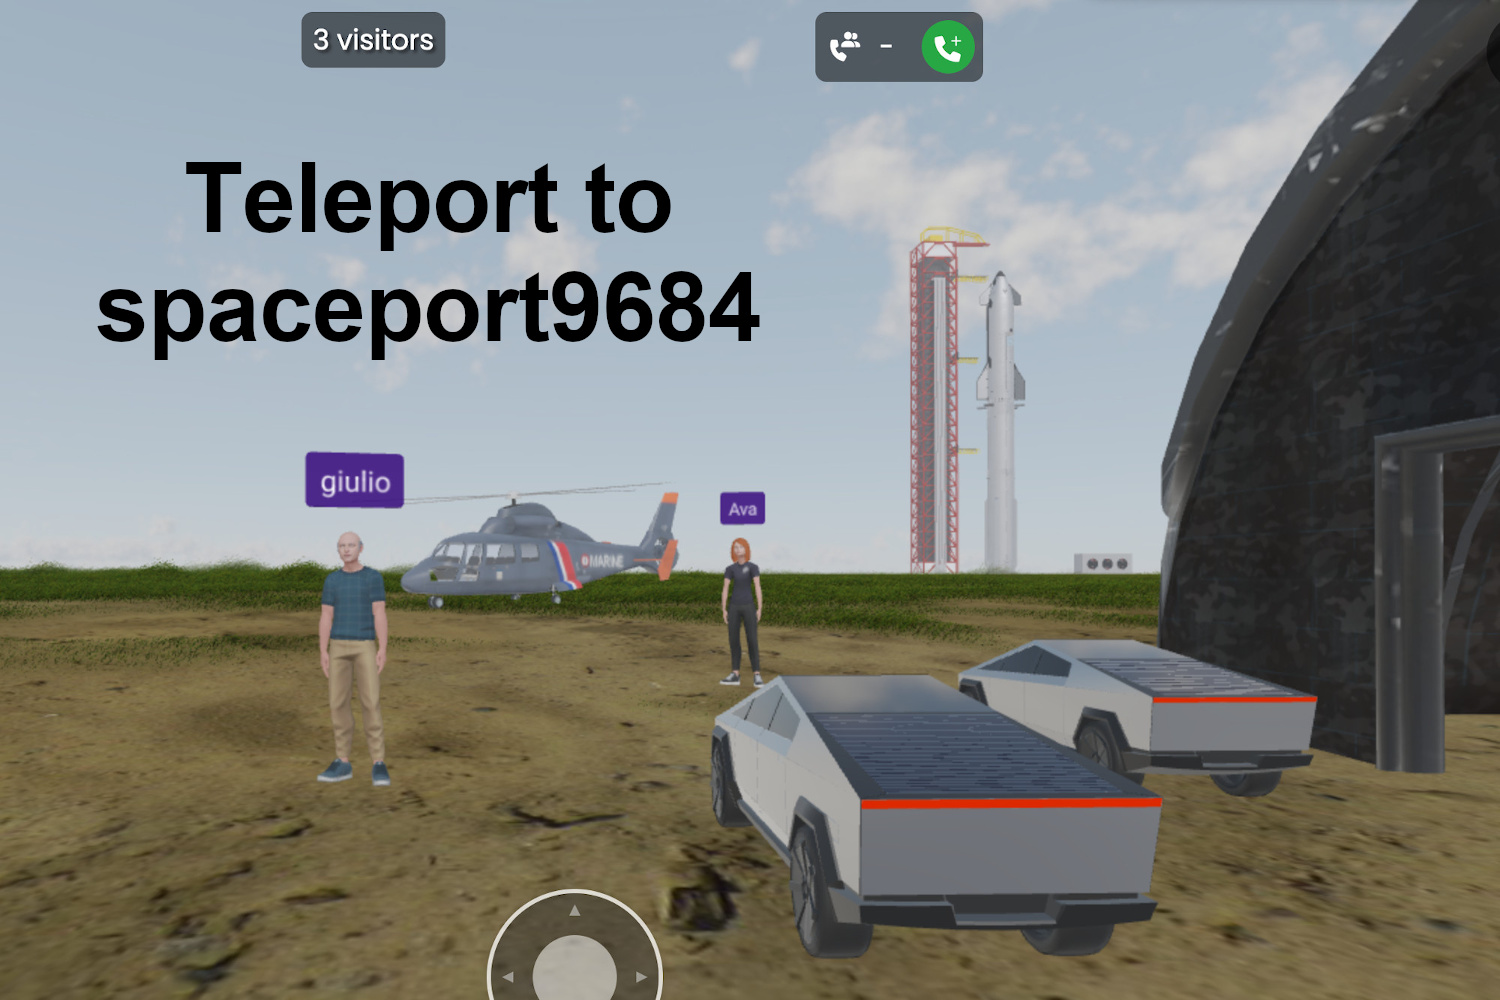 3 visitors
-
Teleport to
spaceport9684
giulio
Ava
MARINE